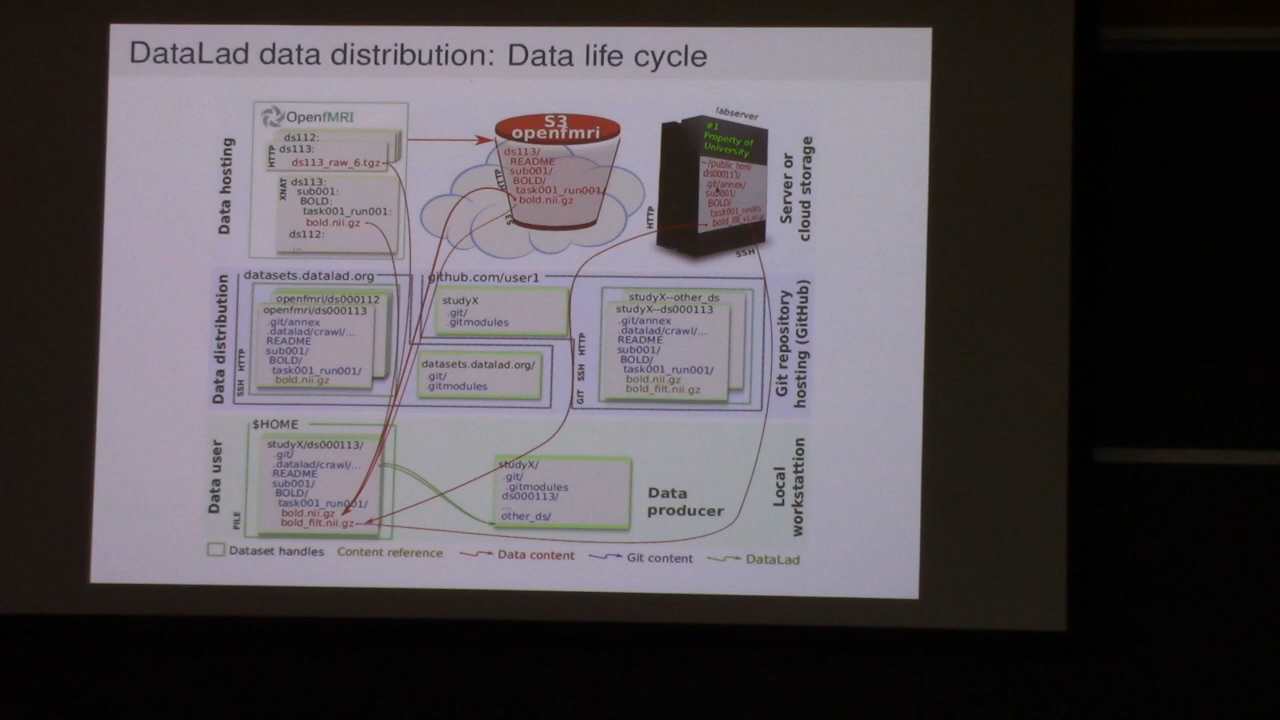 DataLad data distribution: Data life cycle
Data hosting
OpenfMRI
HTTP
ds112:
ds113:
ds113_raw_6.tgz
XNAT
ds113:
sub001:
BOLD:
task001_run001:
bold.nii.gz
ds112:
...
S3
openfmri
ds113/
README
sub001/
BOLD/
task001_run001/
bold.nii.gz
HTTP
S3
labserver
#1
Property of
University
~/public_html
ds000113/
.git/annex/
sub001/
BOLD/
task001_run001/
HTTP
SSH
Server or
cloud storage
Data distribution
datasets.datalad.org
openfmri/ds000112
openfmri/ds000113
.git/annex
.datalad/crawl/...
README
sub001/
BOLD/
task001_run001/
bold.nii.gz
SSH HTTP
github.com/user1
studyX
.git/
.gitmodules
datasets.datalad.org/
.git/
.gitmodules
GIT SSH HTTP
studyX--other_ds
studyX--ds000113
.git/annex
.datalad/crawl/...
README
sub001/
BOLD/
task001_run001/
bold.nii.gz
bold_filt.nii.gz
Git repository
hosting (GitHub)
Data user
$HOME
studyX/ds000113/
.git/
.datalad/crawl/...
README
sub001/
BOLD/
task001_run001/
bold.nii.gz
bold_filt.nii.gz
FILE
studyX/
.git/
.gitmodules
ds000113/
...
other_ds/
Data
producer
Local
workstattion
Dataset handles
Content reference
Data content
Git content
DataLad